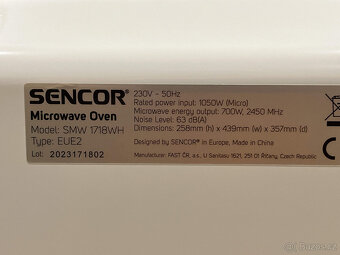 SENCOR®
Microwave Oven
Model: SMW 1718WH
Type: EUE2
Lot: 2023171802
230V ~ 50Hz
Rated power input: 1050W (Micro)
Microwave energy output: 700W, 2450 MHz
Noise Level: 63 dB(A)
Dimensions: 258mm (h) x 439mm (w) x 357mm (d)
Designed by SENCOR® in Europe, Made in China
Manufacturer: FAST ČR, a.s., U Sanitasu 1621, 251 01 Říčany, Czech Republic